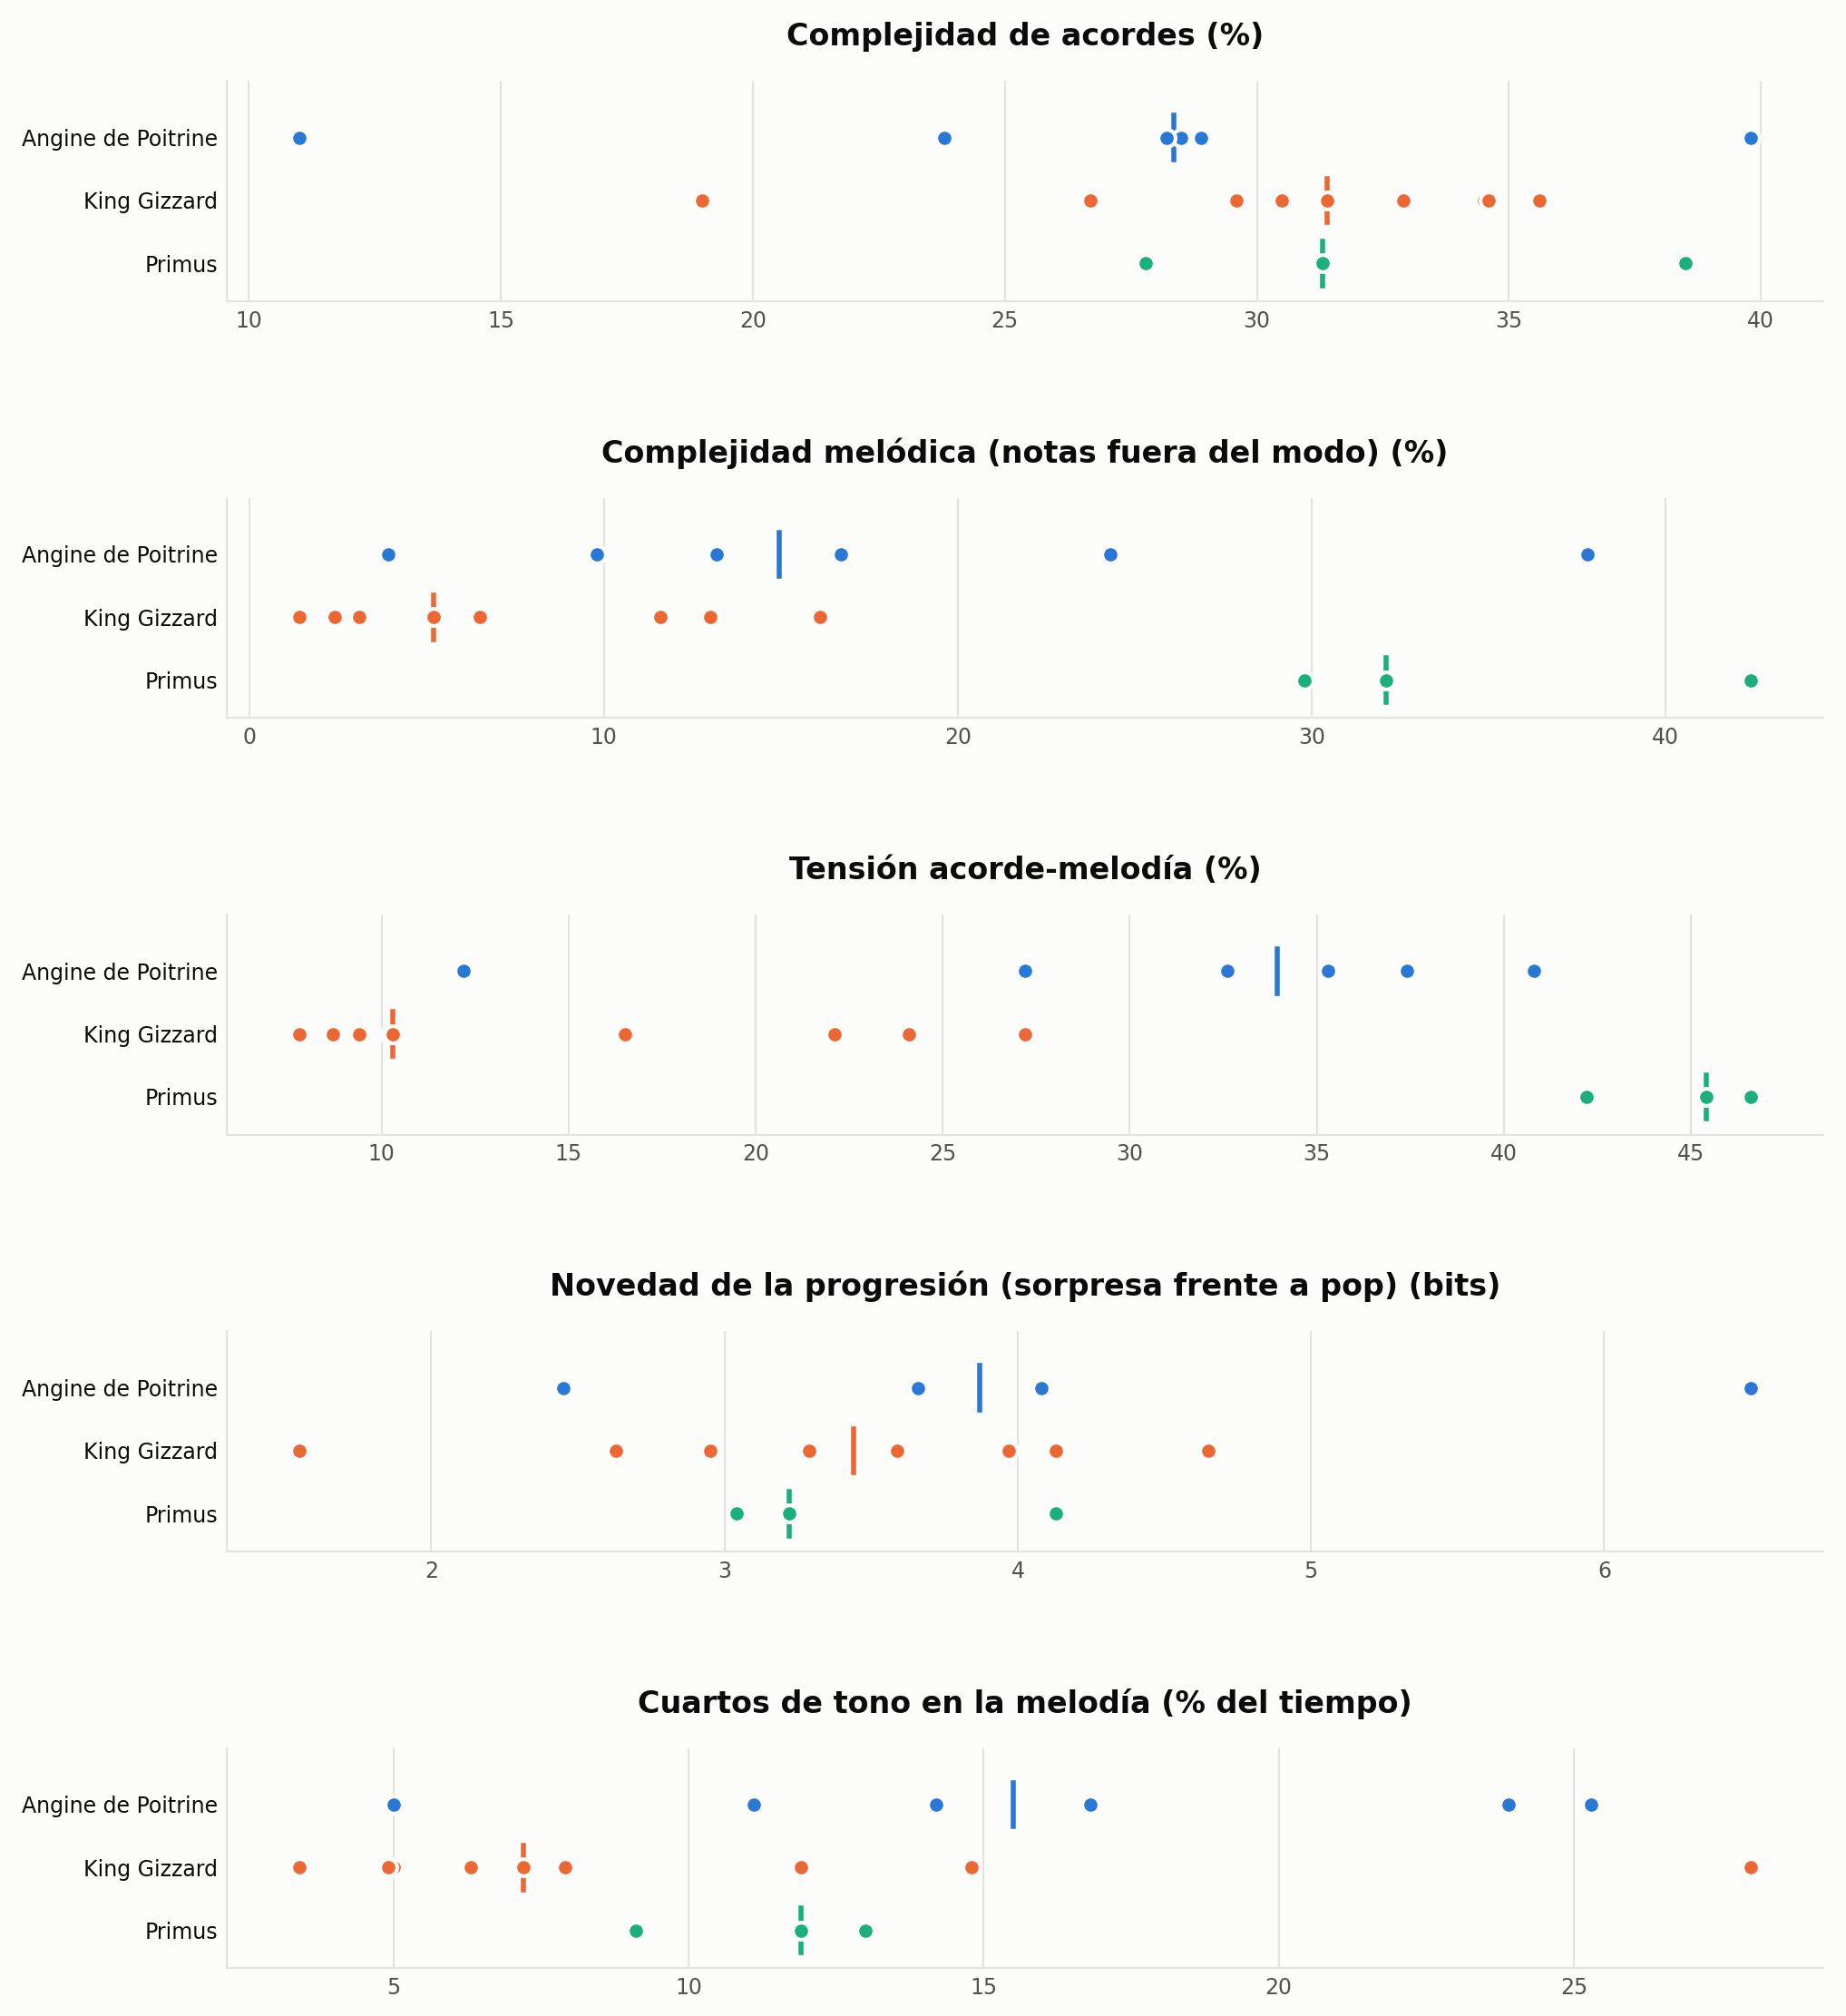 Complejidad de acordes (%)
Angine de Poitrine
King Gizzard
Primus
10 15 20 25 30 35 40
Complejidad melódica (notas fuera del modo) (%)
Angine de Poitrine
King Gizzard
Primus
0 10 20 30 40
Tensión acorde-melodía (%)
Angine de Poitrine
King Gizzard
Primus
10 15 20 25 30 35 40 45
Novedad de la progresión (sorpresa frente a pop) (bits)
Angine de Poitrine
King Gizzard
Primus
2 3 4 5 6
Cuartos de tono en la melodía (% del tiempo)
Angine de Poitrine
King Gizzard
Primus
5 10 15 20 25